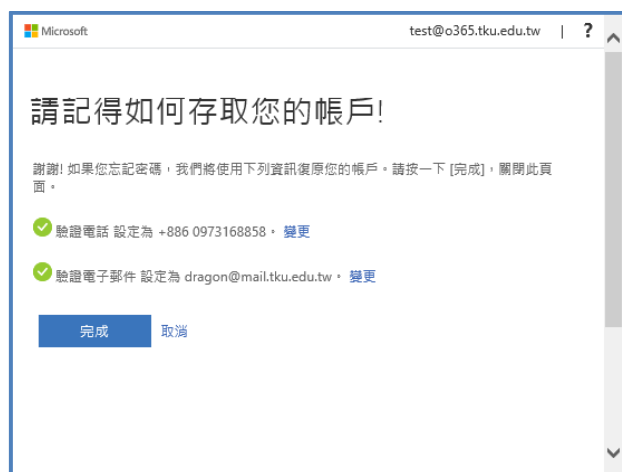 Microsoft test@o365.tku.edu.tw | ?
請記得如何存取您的帳戶!
謝謝! 如果您忘記密碼，我們將使用下列資訊復原您的帳戶。請按一下 [完成]，關閉此頁
面。
驗證電話 設定為 +886 0973168858。 變更
驗證電子郵件 設定為 dragon@mail.tku.edu.tw。 變更
完成 取消